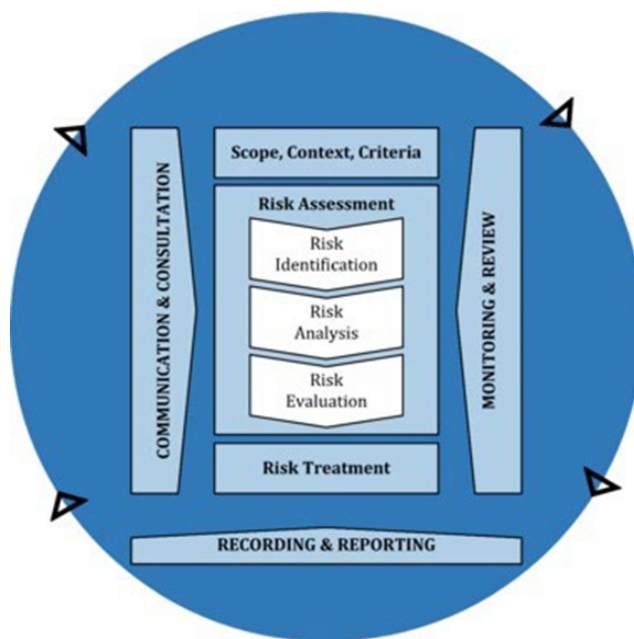 Scope, Context, Criteria
COMMUNICATION & CONSULTATION
Risk Assessment
Risk
Identification
Risk
Analysis
Risk
Evaluation
MONITORING & REVIEW
Risk Treatment
RECORDING & REPORTING